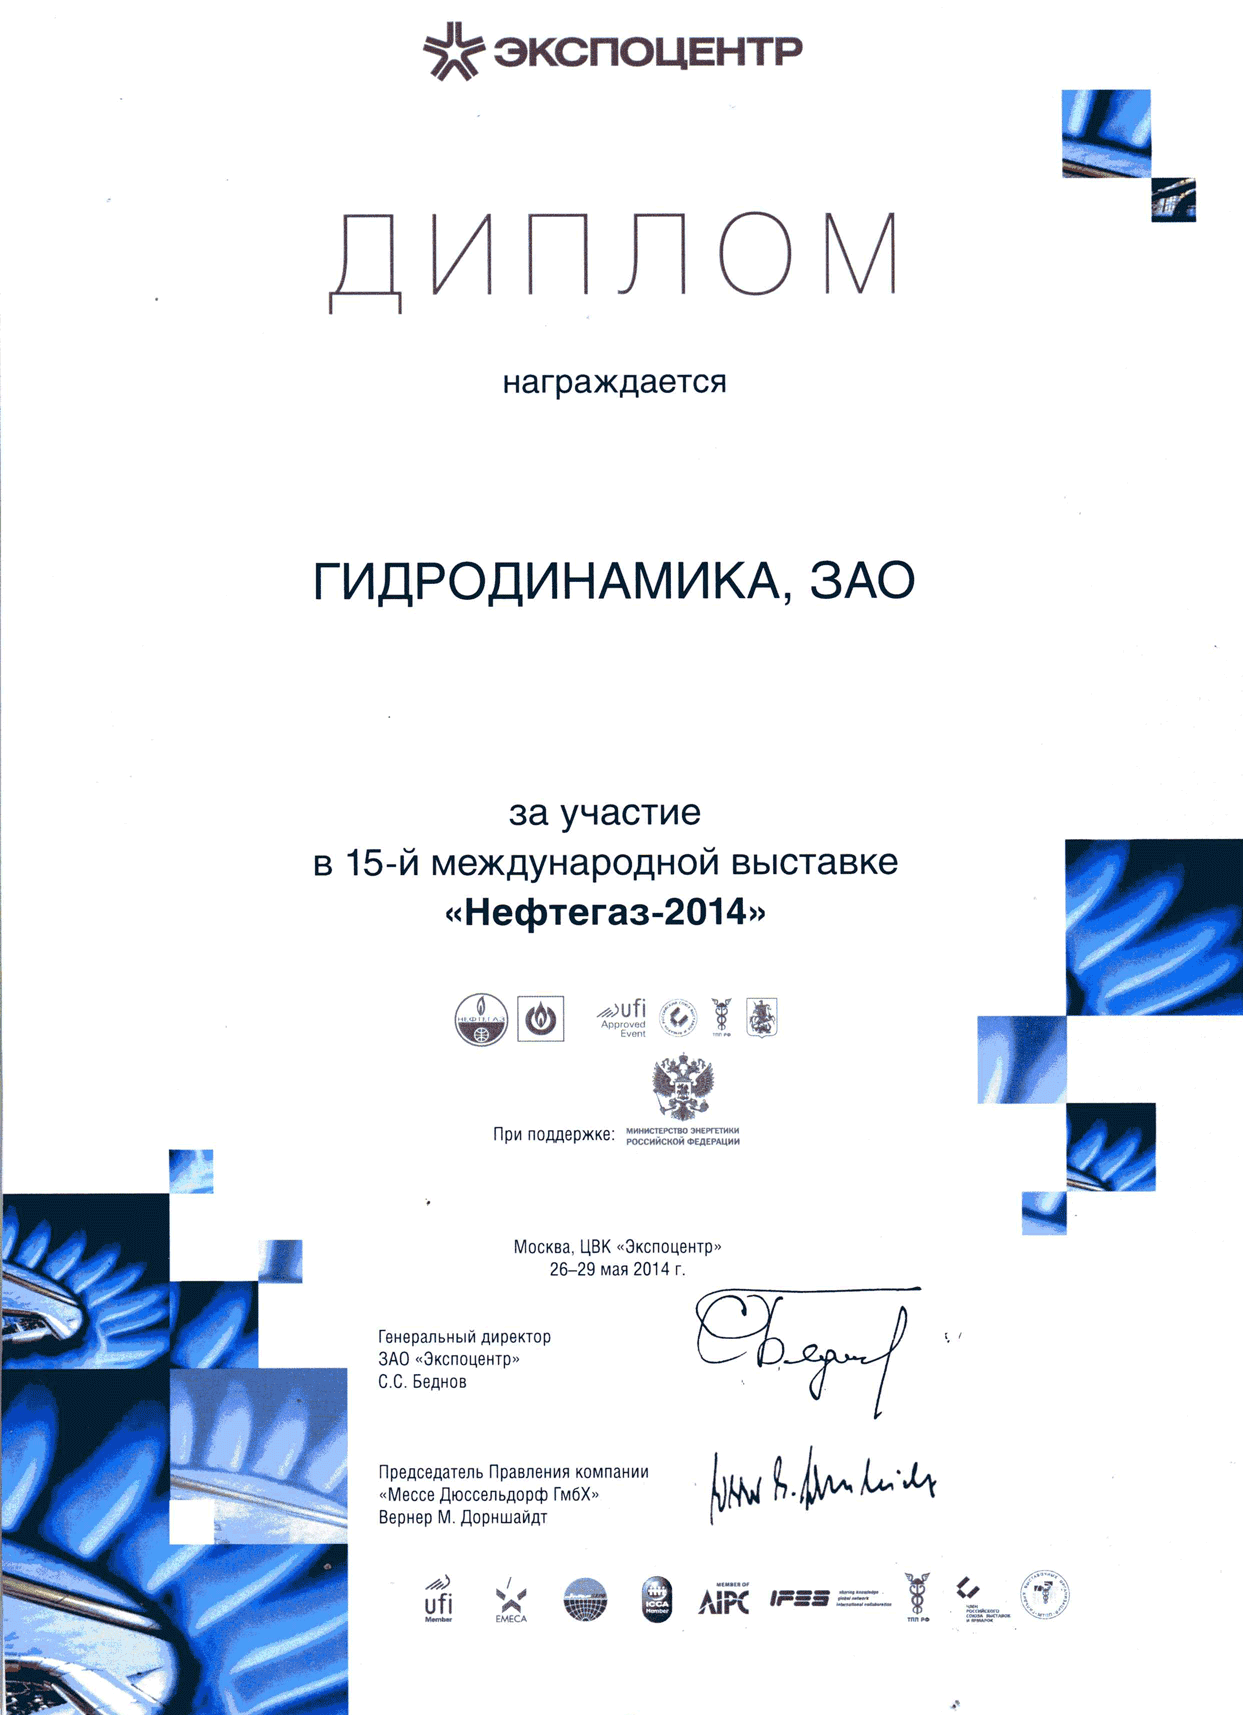 ЭКСПОЦЕНТР
ДИПЛОМ
награждается
ГИДРОДИНАМИКА, ЗАО
за участие
в 15-й международной выставке
«Нефтегаз-2014»
НЕФТЕГАЗ
ufi
Approved
Event
ТПП РФ
При поддержке:
МИНИСТЕРСТВО ЭНЕРГЕТИКИ
РОССИЙСКОЙ ФЕДЕРАЦИИ
Москва, ЦВК «Экспоцентр»
26–29 мая 2014 г.
Генеральный директор
ЗАО «Экспоцентр»
С.С. Беднов
Председатель Правления компании
«Мессе Дюссельдорф ГмбХ»
Вернер М. Дорншайдт
ufi
Member
EMECA
ICCA
Member
MEMBER OF
AIPC
IFES
sharing knowledge
global network
international collaboration
ТПП РФ
ЧЛЕН
РОССИЙСКОГО
СОЮЗА ВЫСТАВОК
И ЯРМАРОК